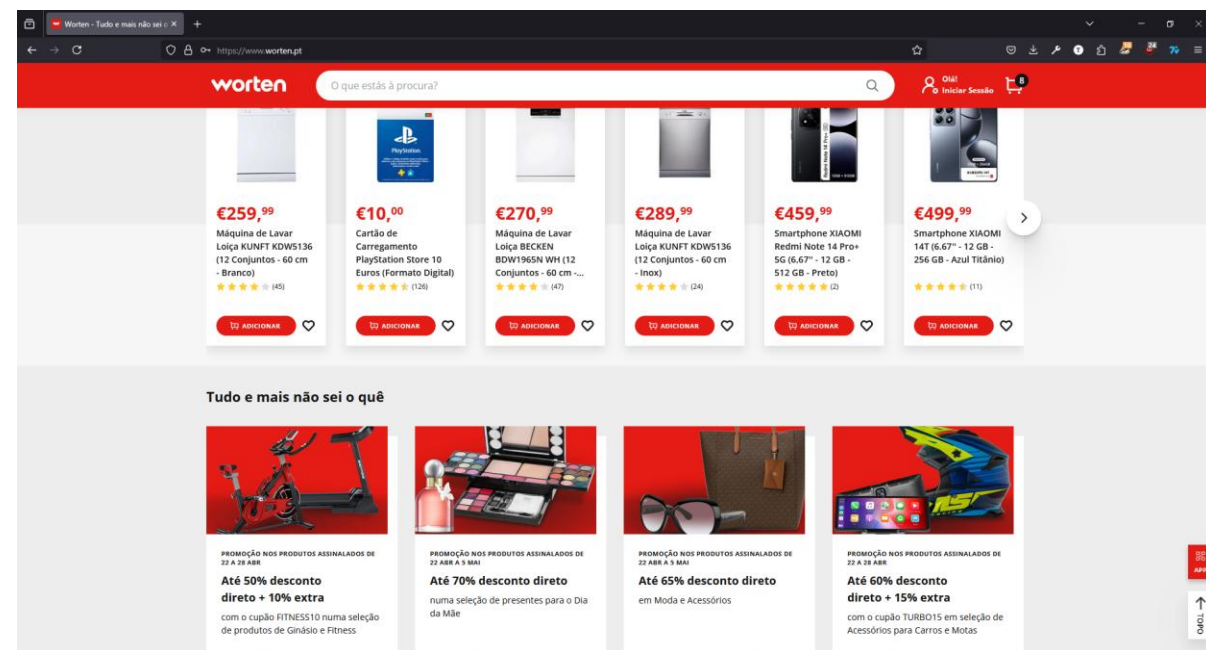 Worten - Tudo e mais não sei o
https://www.worten.pt
worten
O que estás à procura?
Olá!
Iniciar Sessão
8
PlayStation
€259,99
Máquina de Lavar
Loiça KUNFT KDW5136
(12 Conjuntos - 60 cm
- Branco)
(45)
ADICIONAR
€10,00
Cartão de
Carregamento
PlayStation Store 10
Euros (Formato Digital)
(126)
ADICIONAR
€270,99
Máquina de Lavar
Loiça BECKEN
BDW1965N WH (12
Conjuntos - 60 cm -...
(47)
ADICIONAR
€289,99
Máquina de Lavar
Loiça KUNFT KDW5136
(12 Conjuntos - 60 cm
- Inox)
(24)
ADICIONAR
Redmi Note 14 Pro+
€459,99
Smartphone XIAOMI
Redmi Note 14 Pro+
5G (6.67" - 12 GB -
512 GB - Preto)
(2)
ADICIONAR
€499,99
Smartphone XIAOMI
14T (6.67" - 12 GB -
256 GB - Azul Titânio)
(11)
ADICIONAR
Tudo e mais não sei o quê
PROMOÇÃO NOS PRODUTOS ASSINALADOS DE
22 A 28 ABR
Até 50% desconto
direto + 10% extra
com o cupão FITNESS10 numa seleção
de produtos de Ginásio e Fitness
PROMOÇÃO NOS PRODUTOS ASSINALADOS DE
22 ABR A 5 MAI
Até 70% desconto direto
numa seleção de presentes para o Dia
da Mãe
PROMOÇÃO NOS PRODUTOS ASSINALADOS DE
22 ABR A 5 MAI
Até 65% desconto direto
em Moda e Acessórios
PROMOÇÃO NOS PRODUTOS ASSINALADOS DE
22 A 28 ABR
Até 60% desconto
direto + 15% extra
com o cupão TURBO15 em seleção de
Acessórios para Carros e Motas
APP
TOPO